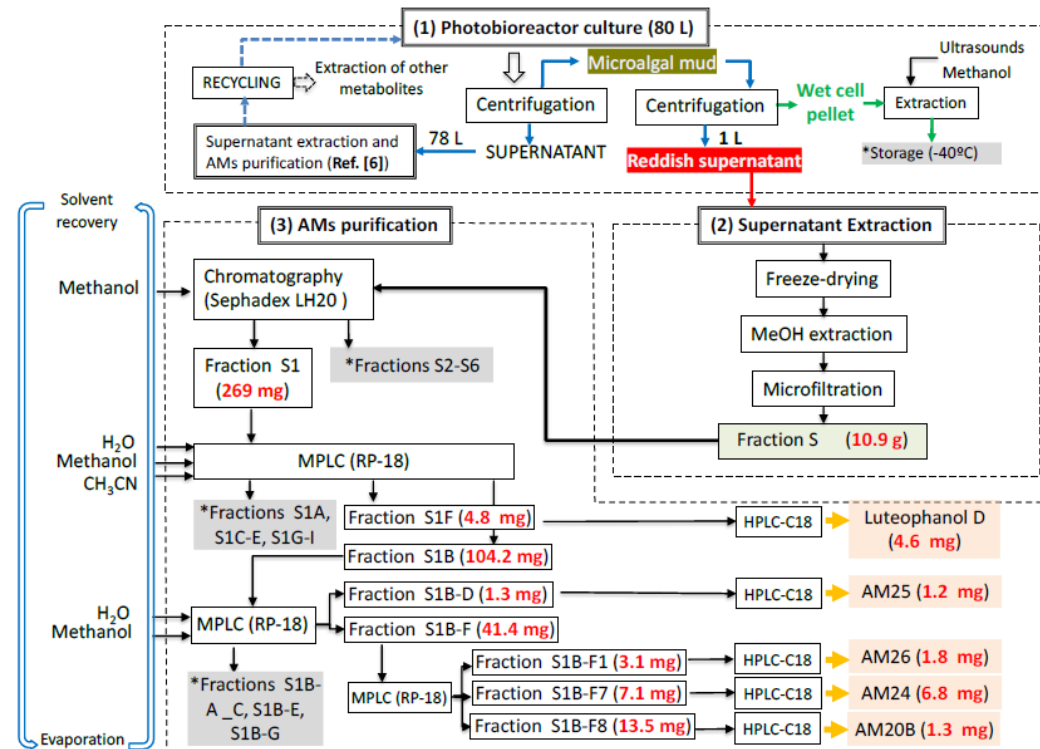 (1) Photobioreactor culture (80 L)
RECYCLING
Extraction of other
metabolites
Microalgal mud
Ultrasounds
Methanol
Centrifugation
Centrifugation
Wet cell
pellet
Extraction
Supernatant extraction and
AMs purification (Ref. [6])
78 L
SUPERNATANT
1 L
Reddish supernatant
*Storage (-40ºC)
Solvent
recovery
(3) AMs purification
(2) Supernatant Extraction
Methanol
Chromatography
(Sephadex LH20 )
Freeze-drying
MeOH extraction
Microfiltration
Fraction S (10.9 g)
Fraction S1
(269 mg)
*Fractions S2-S6
H2O
Methanol
CH3CN
MPLC (RP-18)
*Fractions S1A,
S1C-E, S1G-I
Fraction S1F (4.8 mg)
HPLC-C18
Luteophanol D
(4.6 mg)
Fraction S1B (104.2 mg)
H2O
Methanol
MPLC (RP-18)
Fraction S1B-D (1.3 mg)
HPLC-C18
AM25 (1.2 mg)
Fraction S1B-F (41.4 mg)
*Fractions S1B-
A _C, S1B-E,
S1B-G
MPLC (RP-18)
Fraction S1B-F1 (3.1 mg)
HPLC-C18
AM26 (1.8 mg)
Fraction S1B-F7 (7.1 mg)
HPLC-C18
AM24 (6.8 mg)
Fraction S1B-F8 (13.5 mg)
HPLC-C18
AM20B (1.3 mg)
Evaporation